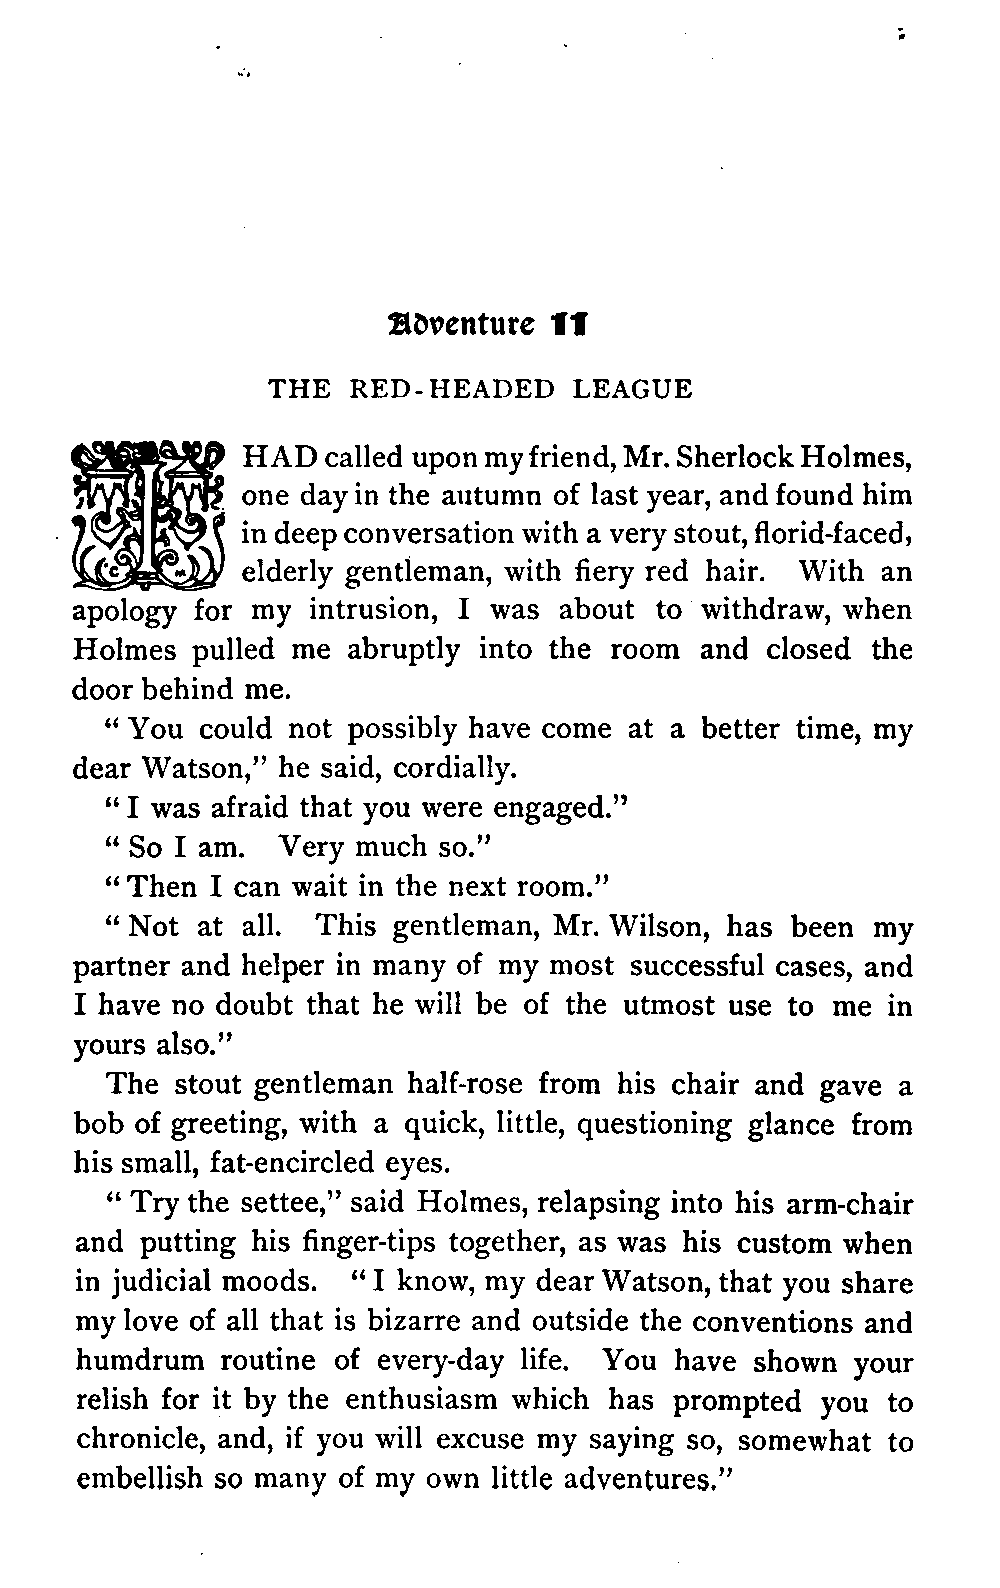 Adventure II
THE RED-HEADED LEAGUE
I HAD called upon my friend, Mr. Sherlock Holmes,
one day in the autumn of last year, and found him
in deep conversation with a very stout, florid-faced,
elderly gentleman, with fiery red hair. With an
apology for my intrusion, I was about to withdraw, when
Holmes pulled me abruptly into the room and closed the
door behind me.
"You could not possibly have come at a better time, my
dear Watson," he said, cordially.
"I was afraid that you were engaged."
"So I am. Very much so."
"Then I can wait in the next room."
"Not at all. This gentleman, Mr. Wilson, has been my
partner and helper in many of my most successful cases, and
I have no doubt that he will be of the utmost use to me in
yours also."
The stout gentleman half-rose from his chair and gave a
bob of greeting, with a quick, little, questioning glance from
his small, fat-encircled eyes.
"Try the settee," said Holmes, relapsing into his arm-chair
and putting his finger-tips together, as was his custom when
in judicial moods. "I know, my dear Watson, that you share
my love of all that is bizarre and outside the conventions and
humdrum routine of every-day life. You have shown your
relish for it by the enthusiasm which has prompted you to
chronicle, and, if you will excuse my saying so, somewhat to
embellish so many of my own little adventures."